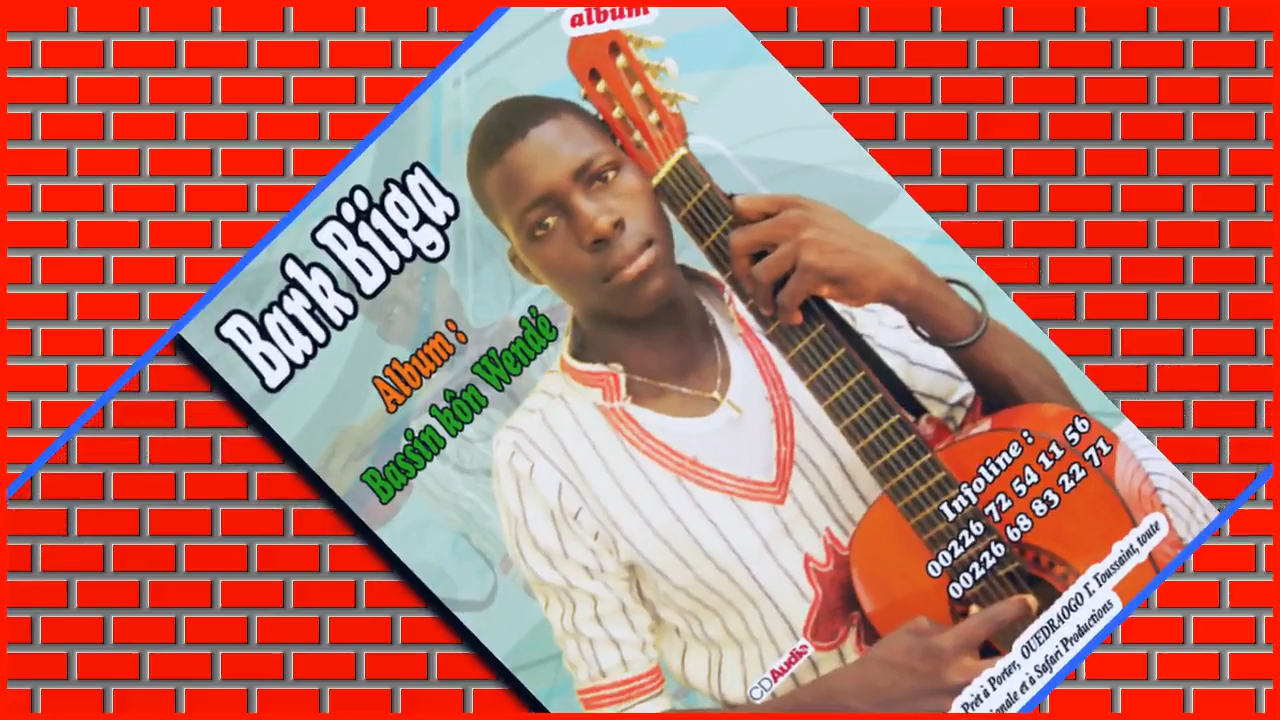 album
Bark Biiga
Album :
Bassin kôn Wendé
Infoline :
00226 72 54 11 56
00226 68 83 22 71
CD Audio
Prêt à Porter, OUEDRAOGO T. Toussaint, toute
et à Safari Productions